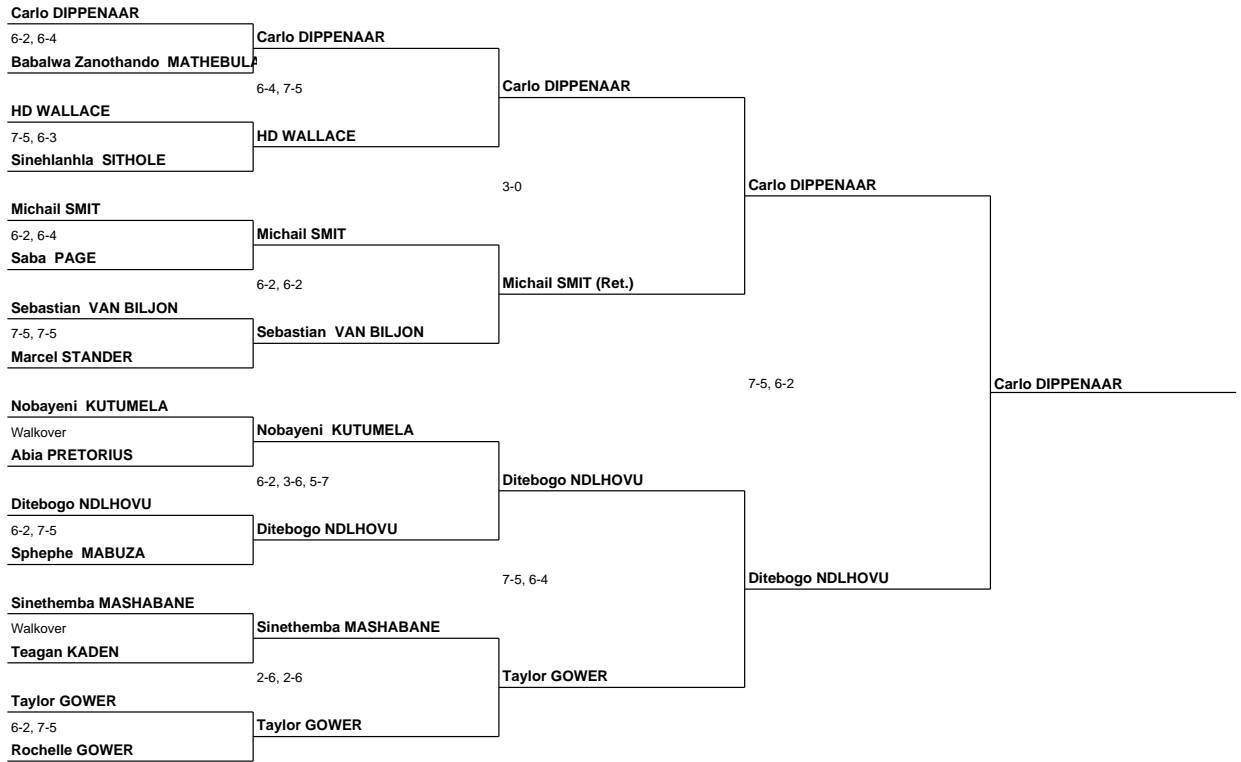 Carlo DIPPENAAR
6-2, 6-4
Babalwa Zanothando MATHEBULA
HD WALLACE
7-5, 6-3
Sinehlanhla SITHOLE
Michail SMIT
6-2, 6-4
Saba PAGE
Sebastian VAN BILJON
7-5, 7-5
Marcel STANDER
Nobayeni KUTUMELA
Walkover
Abia PRETORIUS
Ditebogo NDLHOVU
6-2, 7-5
Sphephe MABUZA
Sinethemba MASHABANE
Walkover
Teagan KADEN
Taylor GOWER
6-2, 7-5
Rochelle GOWER
Carlo DIPPENAAR
6-4, 7-5
HD WALLACE
Michail SMIT
6-2, 6-2
Sebastian VAN BILJON
Nobayeni KUTUMELA
6-2, 3-6, 5-7
Ditebogo NDLHOVU
Sinethemba MASHABANE
2-6, 2-6
Taylor GOWER
Carlo DIPPENAAR
3-0
Michail SMIT (Ret.)
Ditebogo NDLHOVU
7-5, 6-4
Taylor GOWER
Carlo DIPPENAAR
7-5, 6-2
Ditebogo NDLHOVU
Carlo DIPPENAAR